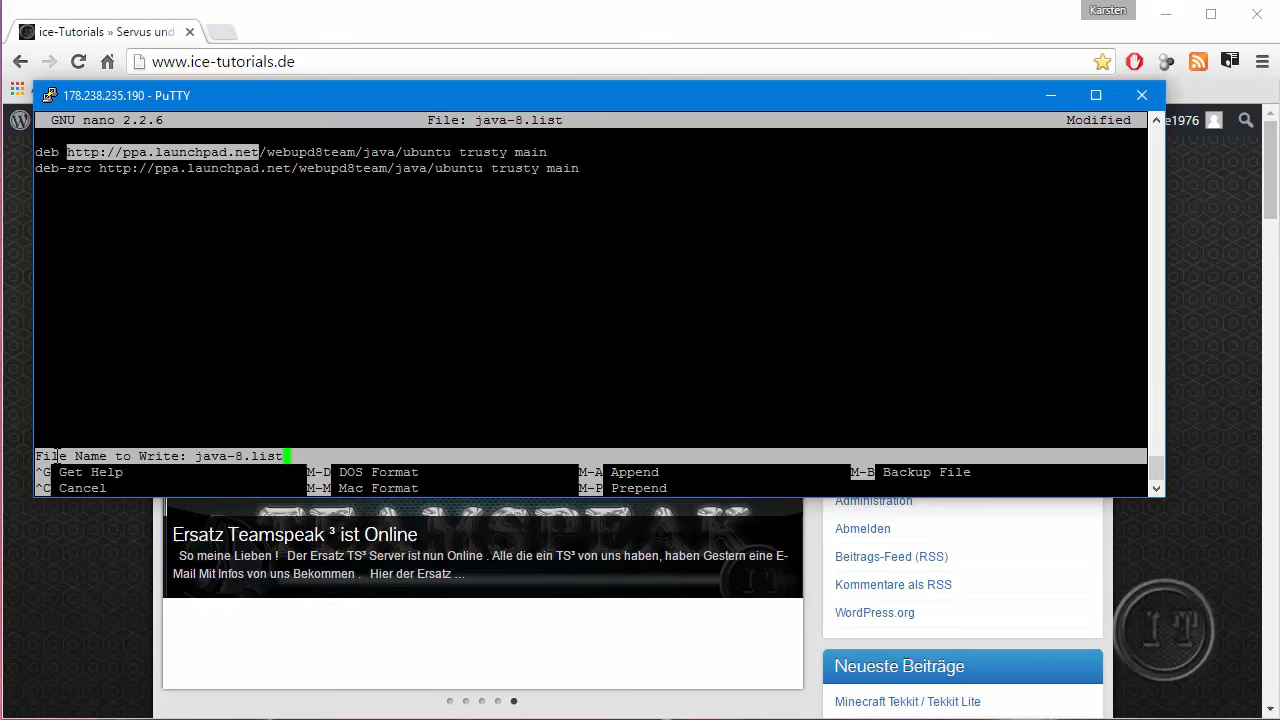 Karsten
ice-Tutorials » Servus und
www.ice-tutorials.de
178.238.235.190 - PuTTY
e1976
GNU nano 2.2.6 File: java-8.list Modified
deb http://ppa.launchpad.net/webupd8team/java/ubuntu trusty main
deb-src http://ppa.launchpad.net/webupd8team/java/ubuntu trusty main
File Name to Write: java-8.list
^G Get Help M-D DOS Format M-A Append M-B Backup File
^C Cancel M-M Mac Format M-P Prepend
Administration
Ersatz Teamspeak ³ ist Online
So meine Lieben ! Der Ersatz TS³ Server ist nun Online . Alle die ein TS³ von uns haben, haben Gestern eine E-
Mail Mit Infos von uns Bekommen . Hier der Ersatz ...
Abmelden
Beitrags-Feed (RSS)
Kommentare als RSS
WordPress.org
IT
Neueste Beiträge
Minecraft Tekkit / Tekkit Lite